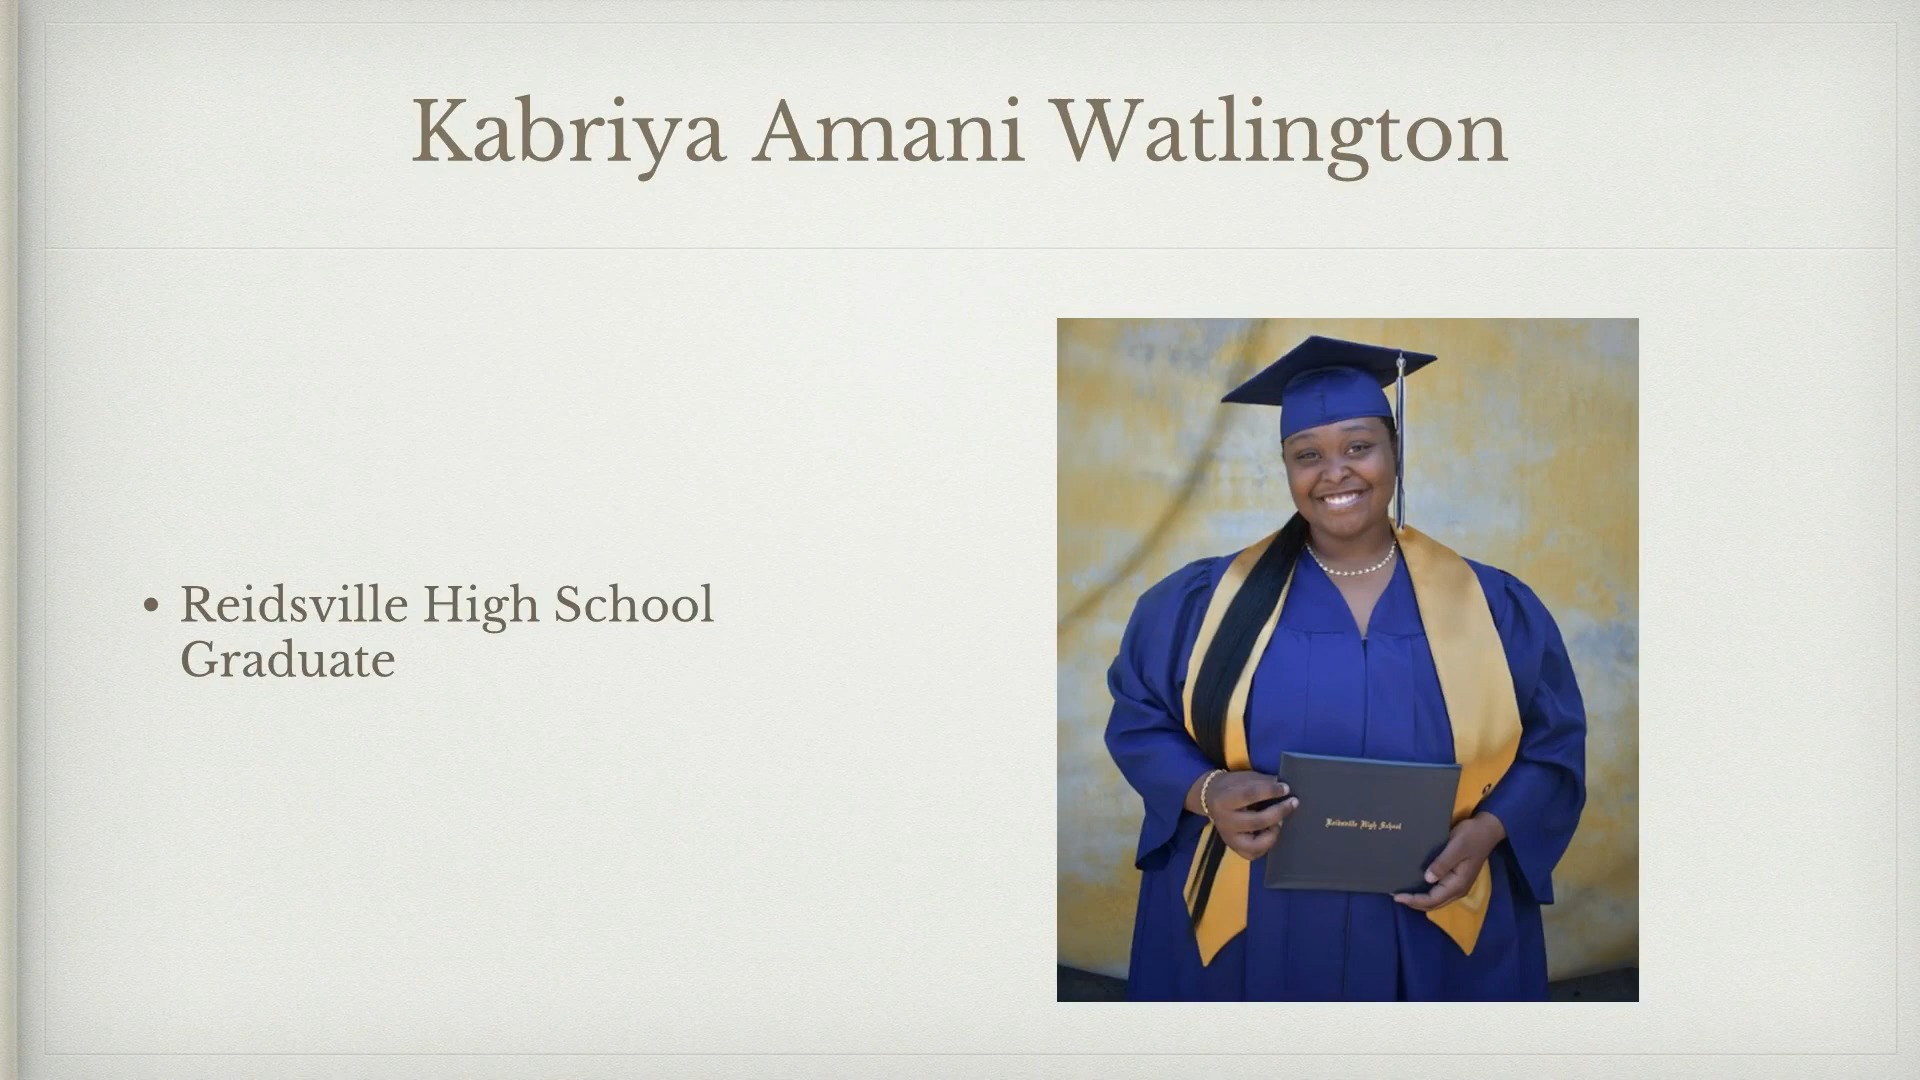 Kabriya Amani Watlington
• Reidsville High School
Graduate
Reidsville High School